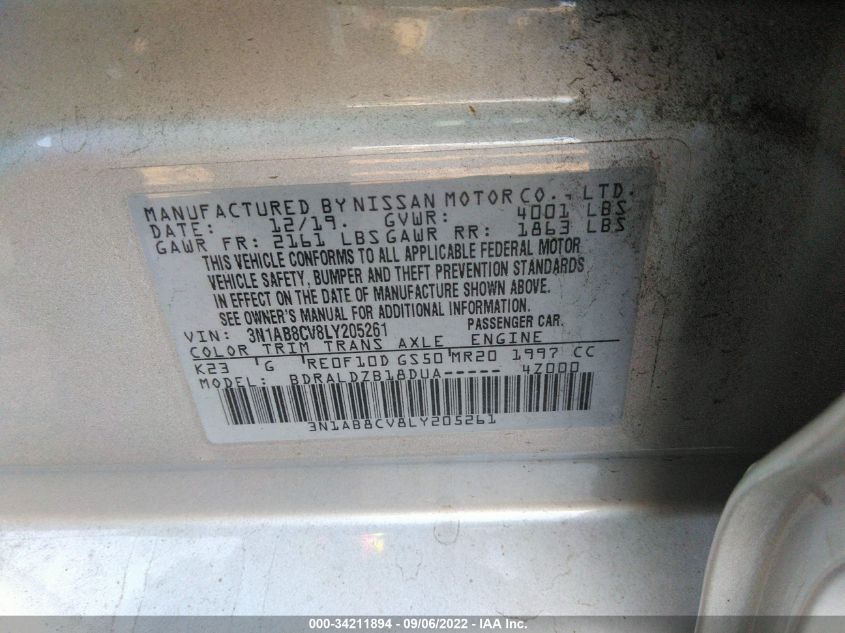 MANUFACTURED BY NISSAN MOTOR CO., LTD.
DATE: 12/19. GVWR: 4001 LBS
GAWR FR: 2161 LBS GAWR RR: 1863 LBS
THIS VEHICLE CONFORMS TO ALL APPLICABLE FEDERAL MOTOR
VEHICLE SAFETY, BUMPER AND THEFT PREVENTION STANDARDS
IN EFFECT ON THE DATE OF MANUFACTURE SHOWN ABOVE.
SEE OWNER'S MANUAL FOR ADDITIONAL INFORMATION.
VIN: 3N1AB8CV8LY205261 PASSENGER CAR.
COLOR TRIM TRANS AXLE ENGINE
K23 G RE0F10D GS50 MR20 1997 CC
MODEL: BDRALDZB18DUA----- 4Z000
3N1AB8CV8LY205261
000-34211894 - 09/06/2022 - IAA Inc.